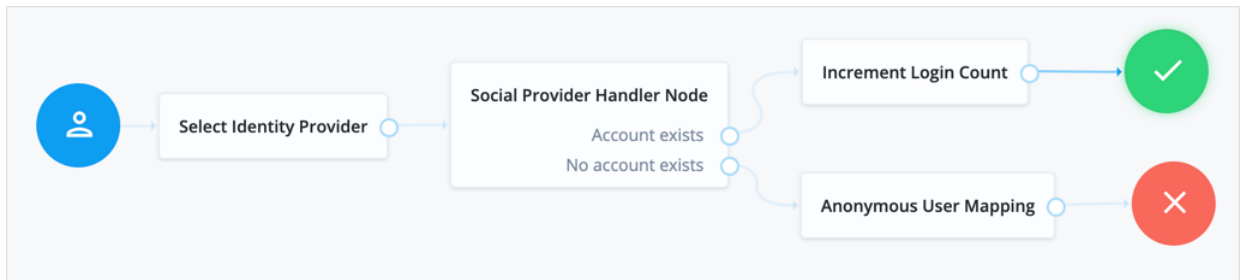 Select Identity Provider
Social Provider Handler Node
Account exists
No account exists
Increment Login Count
Anonymous User Mapping